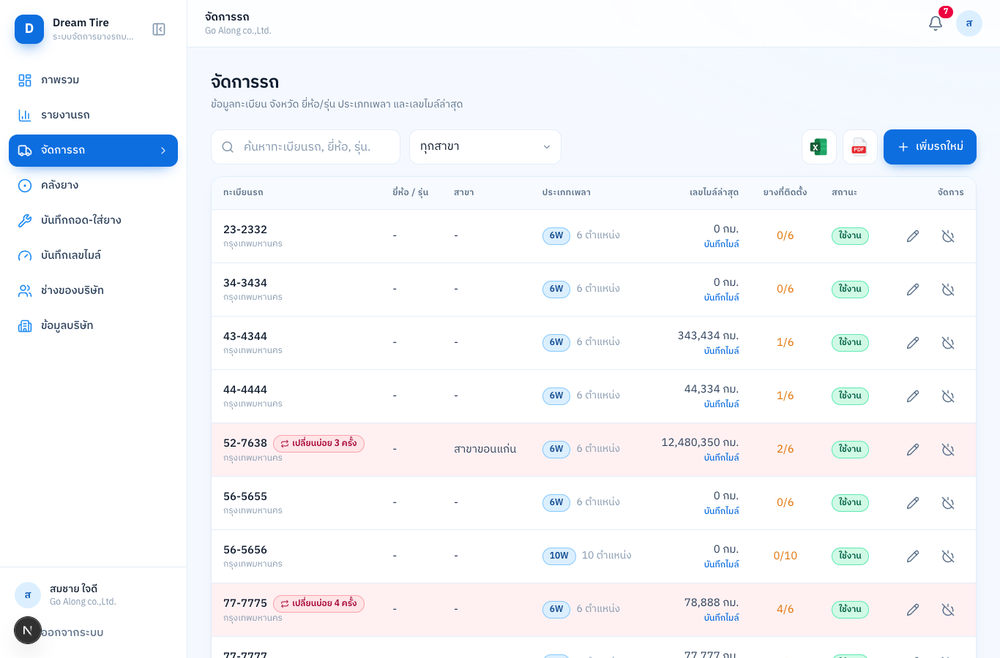 D
Dream Tire
ระบบจัดการยางรถบ...
ภาพรวม
รายงานรถ
จัดการรถ
คลังยาง
บันทึกถอด-ใส่ยาง
บันทึกเลขไมล์
ช่างของบริษัท
ข้อมูลบริษัท
ส
สมชาย ใจดี
Go Along co.,Ltd.
N
ออกจากระบบ
จัดการรถ
Go Along co.,Ltd.
7
ส
จัดการรถ
ข้อมูลทะเบียน จังหวัด ยี่ห้อ/รุ่น ประเภทเพลา และเลขไมล์ล่าสุด
ค้นหาทะเบียนรถ, ยี่ห้อ, รุ่น.
ทุกสาขา
X
PDF
เพิ่มรถใหม่
ทะเบียนรถ ยี่ห้อ / รุ่น สาขา ประเภทเพลา เลขไมล์ล่าสุด ยางที่ติดตั้ง สถานะ จัดการ
23-2332 - - 6W 6 ตำแหน่ง 0 กม. 0/6 ใช้งาน
กรุงเทพมหานคร บันทึกไมล์
34-3434 - - 6W 6 ตำแหน่ง 0 กม. 0/6 ใช้งาน
กรุงเทพมหานคร บันทึกไมล์
43-4344 - - 6W 6 ตำแหน่ง 343,434 กม. 1/6 ใช้งาน
กรุงเทพมหานคร บันทึกไมล์
44-4444 - - 6W 6 ตำแหน่ง 44,334 กม. 1/6 ใช้งาน
กรุงเทพมหานคร บันทึกไมล์
52-7638 เปลี่ยนบ่อย 3 ครั้ง - สาขาขอนแก่น 6W 6 ตำแหน่ง 12,480,350 กม. 2/6 ใช้งาน
กรุงเทพมหานคร บันทึกไมล์
56-5655 - - 6W 6 ตำแหน่ง 0 กม. 0/6 ใช้งาน
กรุงเทพมหานคร บันทึกไมล์
56-5656 - - 10W 10 ตำแหน่ง 0 กม. 0/10 ใช้งาน
กรุงเทพมหานคร บันทึกไมล์
77-7775 เปลี่ยนบ่อย 4 ครั้ง - - 6W 6 ตำแหน่ง 78,888 กม. 4/6 ใช้งาน
กรุงเทพมหานคร บันทึกไมล์
77-7777 77,777 กม.